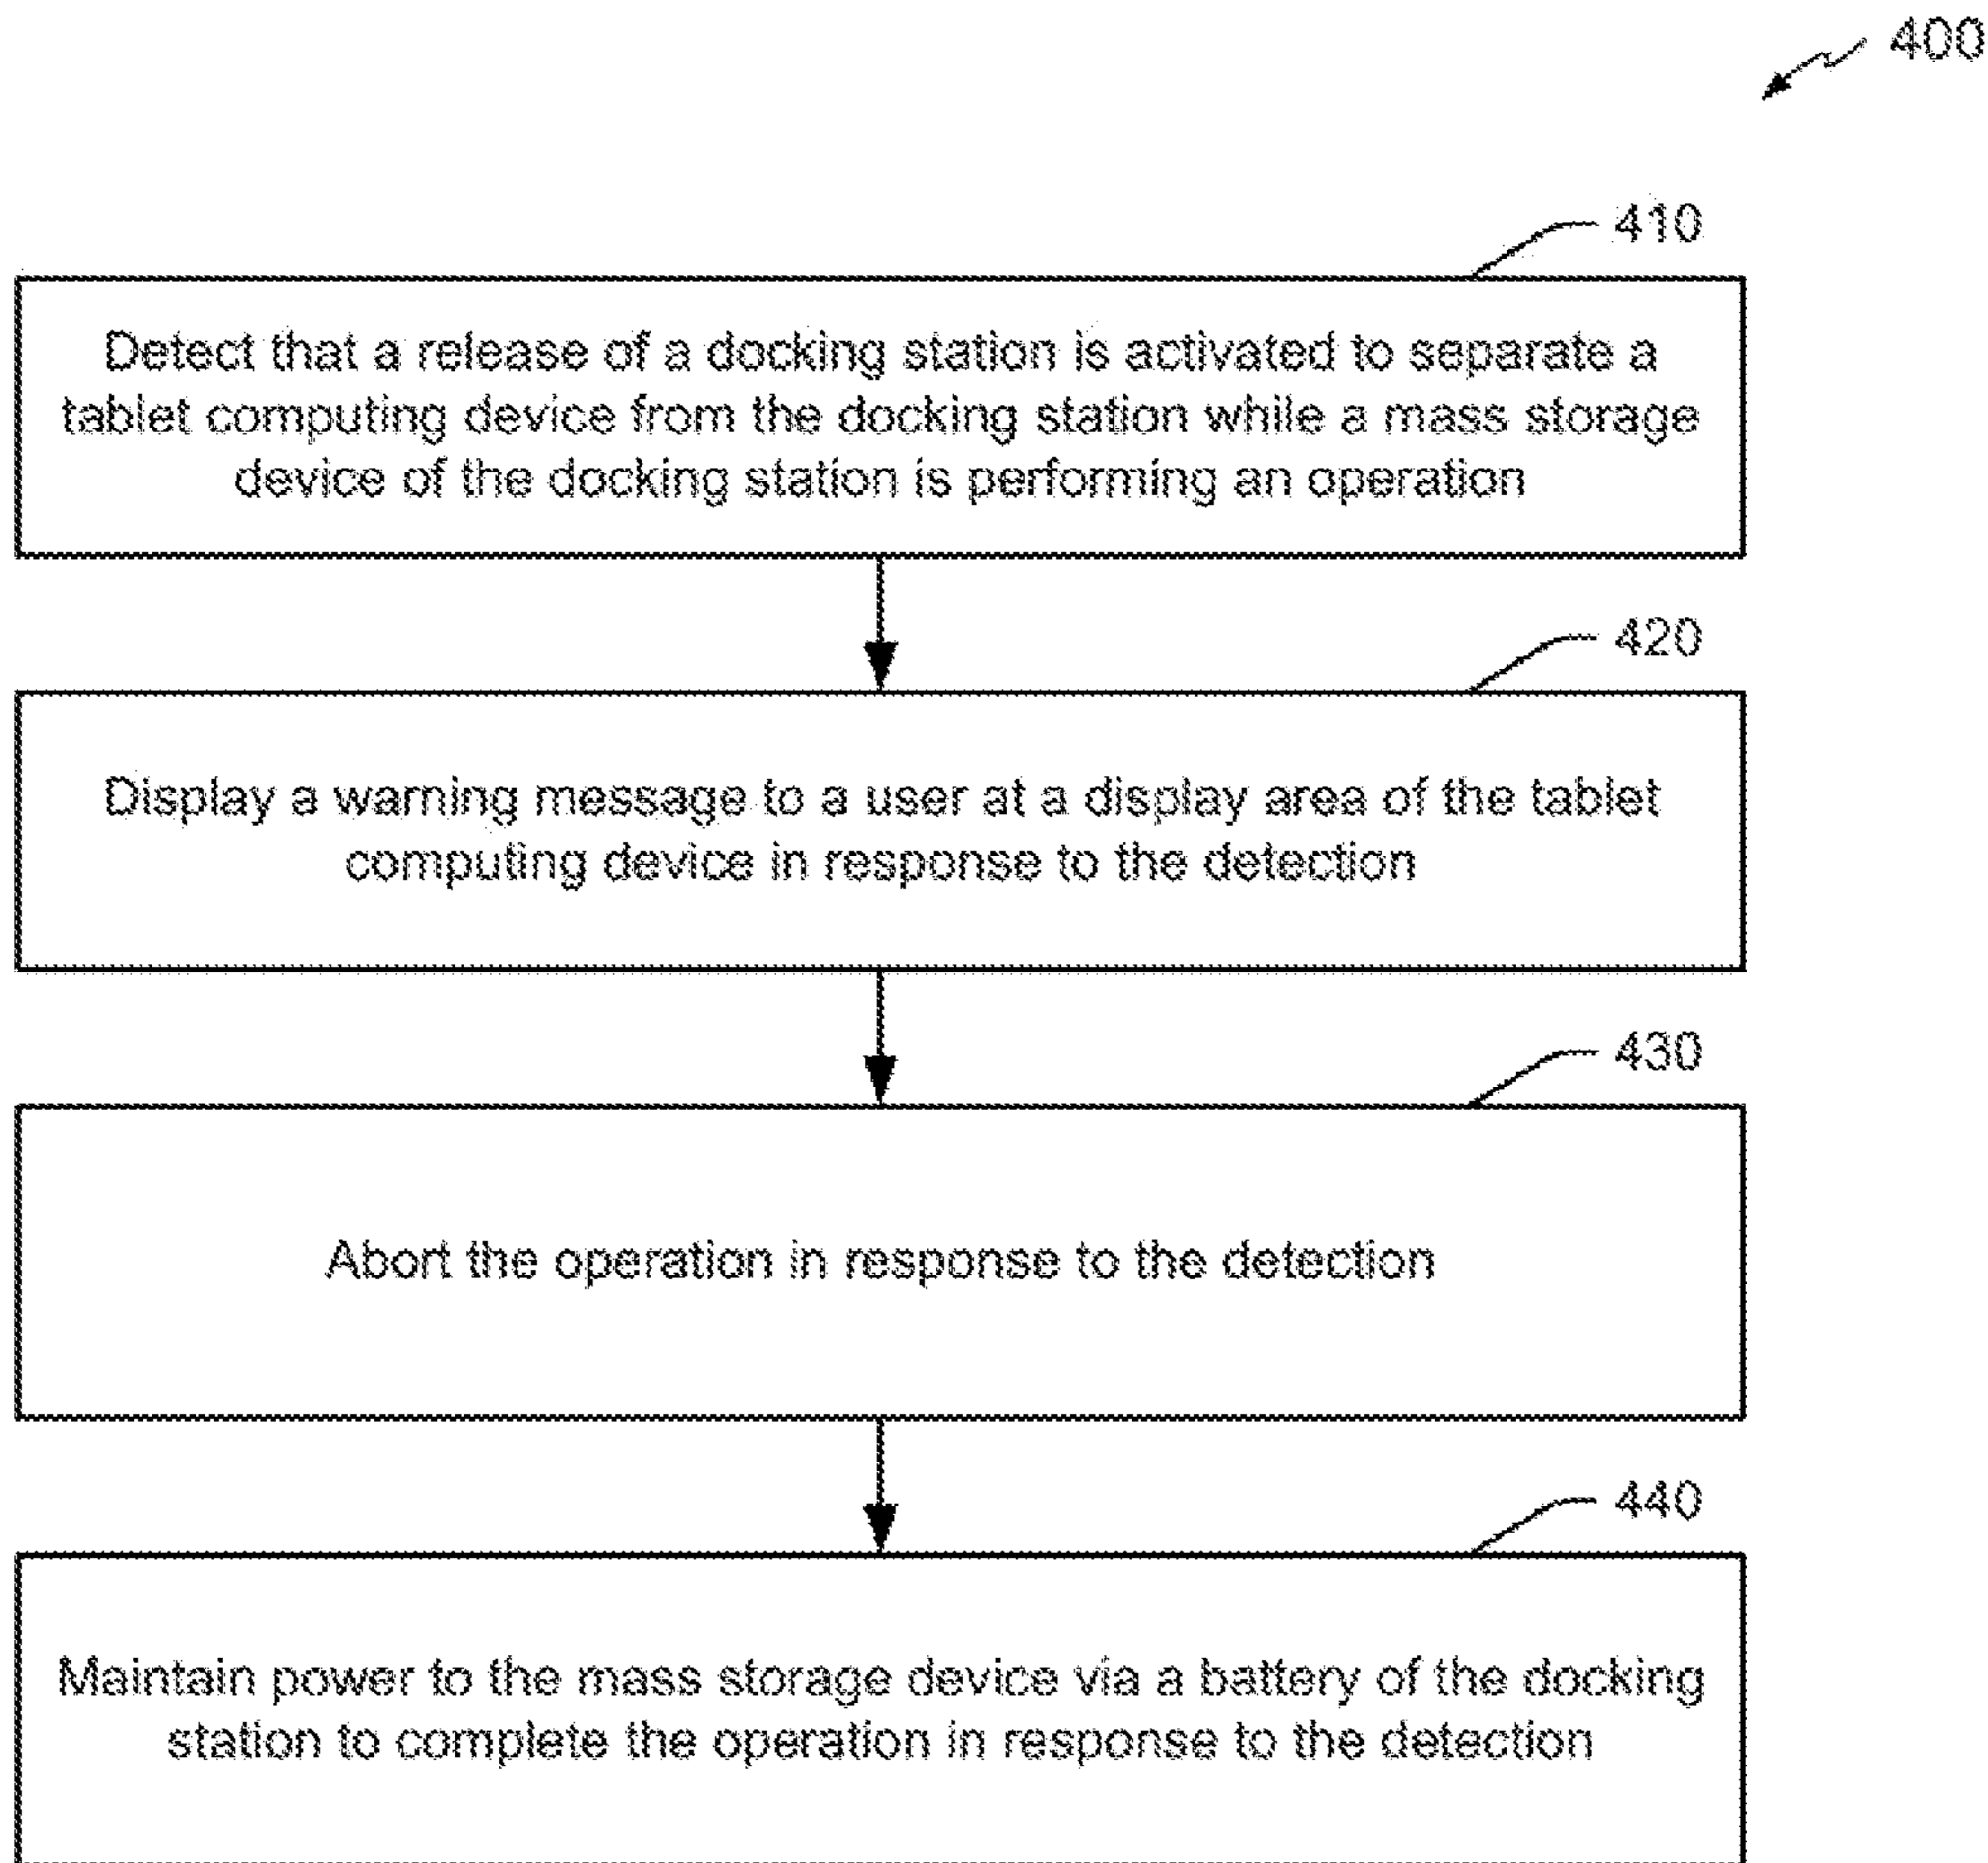 400
410
Detect that a release of a docking station is activated to separate a
tablet computing device from the docking station while a mass storage
device of the docking station is performing an operation
420
Display a warning message to a user at a display area of the tablet
computing device in response to the detection
430
Abort the operation in response to the detection
440
Maintain power to the mass storage device via a battery of the docking
station to complete the operation in response to the detection